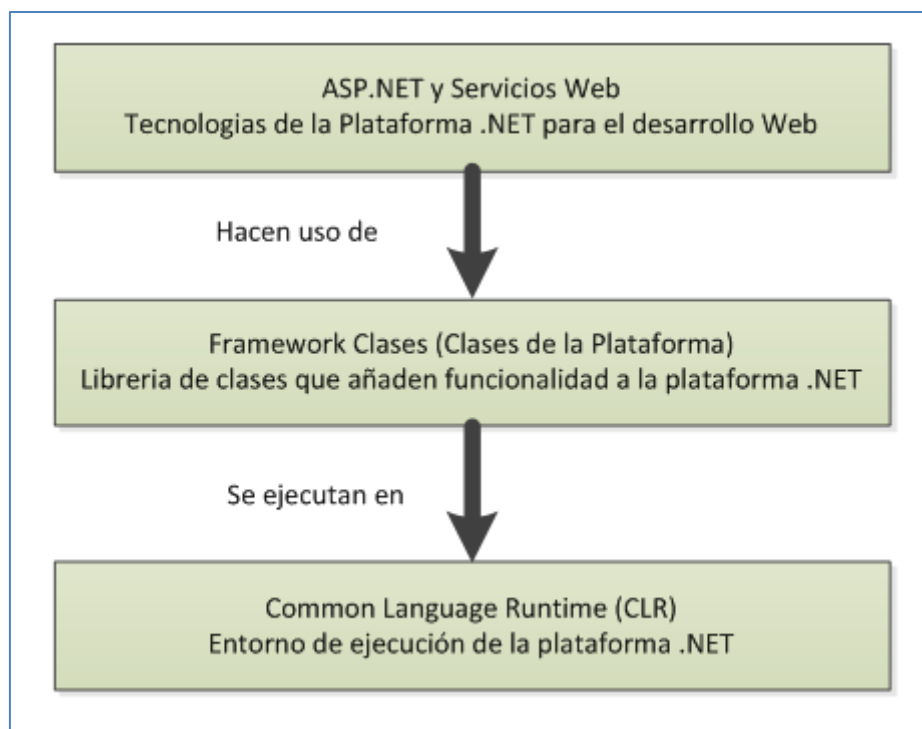 ASP.NET y Servicios Web
Tecnologias de la Plataforma .NET para el desarrollo Web
Hacen uso de
Framework Clases (Clases de la Plataforma)
Libreria de clases que añaden funcionalidad a la plataforma .NET
Se ejecutan en
Common Language Runtime (CLR)
Entorno de ejecución de la plataforma .NET